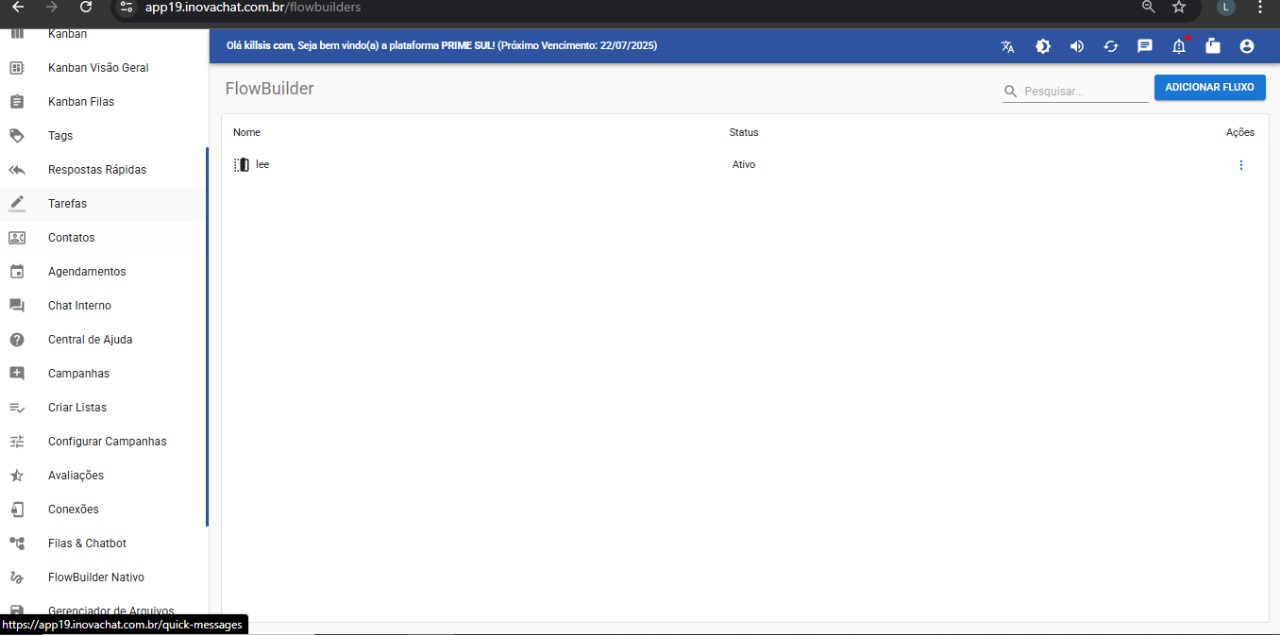 app19.inovachat.com.br/flowbuilders
L
Kanban
Kanban Visão Geral
Kanban Filas
Tags
Respostas Rápidas
Tarefas
Contatos
Agendamentos
Chat Interno
Central de Ajuda
Campanhas
Criar Listas
Configurar Campanhas
Avaliações
Conexões
Filas & Chatbot
FlowBuilder Nativo
Gerenciador de Arquivos
https://app19.inovachat.com.br/quick-messages
Olá killsis com, Seja bem vindo(a) a plataforma PRIME SUL! (Próximo Vencimento: 22/07/2025)
FlowBuilder
Pesquisar...
ADICIONAR FLUXO
Nome Status Ações
lee Ativo